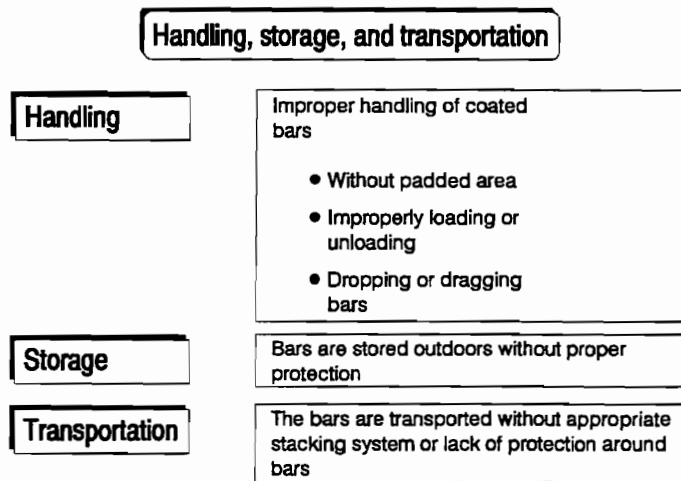 Handling, storage, and transportation
Handling
Improper handling of coated
bars
● Without padded area
● Improperly loading or
unloading
● Dropping or dragging
bars
Storage
Bars are stored outdoors without proper
protection
Transportation
The bars are transported without appropriate
stacking system or lack of protection around
bars